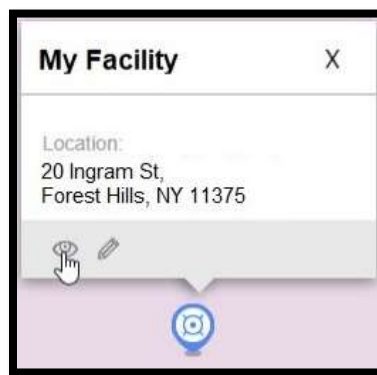 My Facility X
Location:
20 Ingram St,
Forest Hills, NY 11375